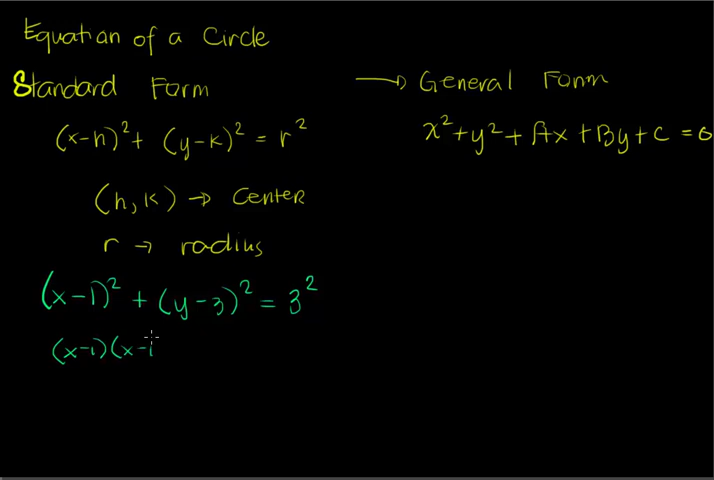 Equation of a Circle
Standard Form
(x-h)² + (y-k)² = r²
(h, k) → Center
r → radius
(x-1)² + (y-3)² = 3²
(x-1)(x-1
→ General Form
x² + y² + Ax + By + C = 0